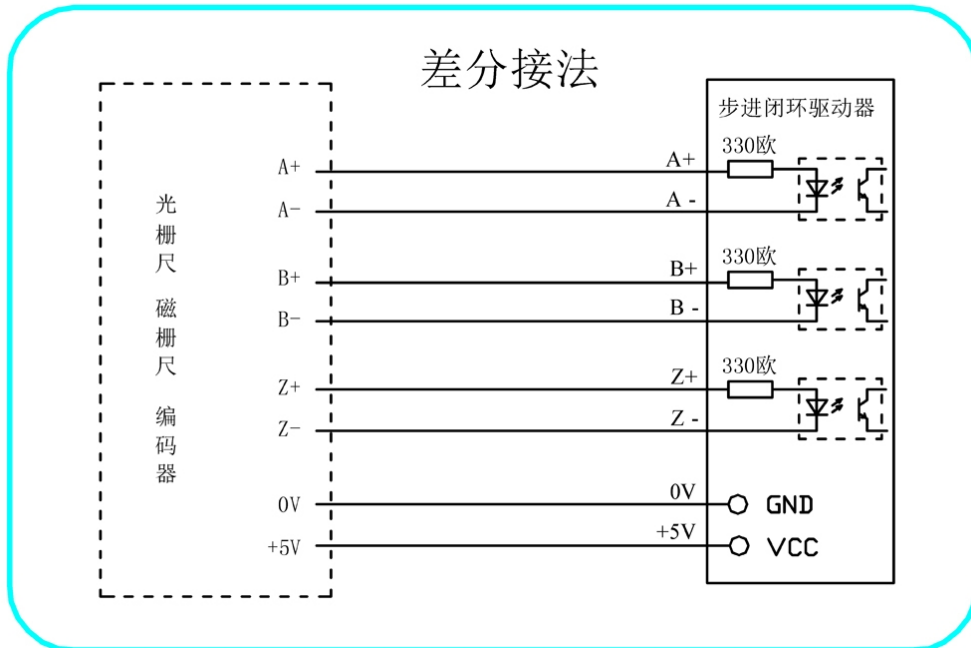 差分接法
光栅尺
磁栅尺
编码器
A+
A-
B+
B-
Z+
Z-
0V
+5V
A+
A -
B+
B -
Z+
Z -
0V
+5V
步进闭环驱动器
330欧
330欧
330欧
GND
VCC